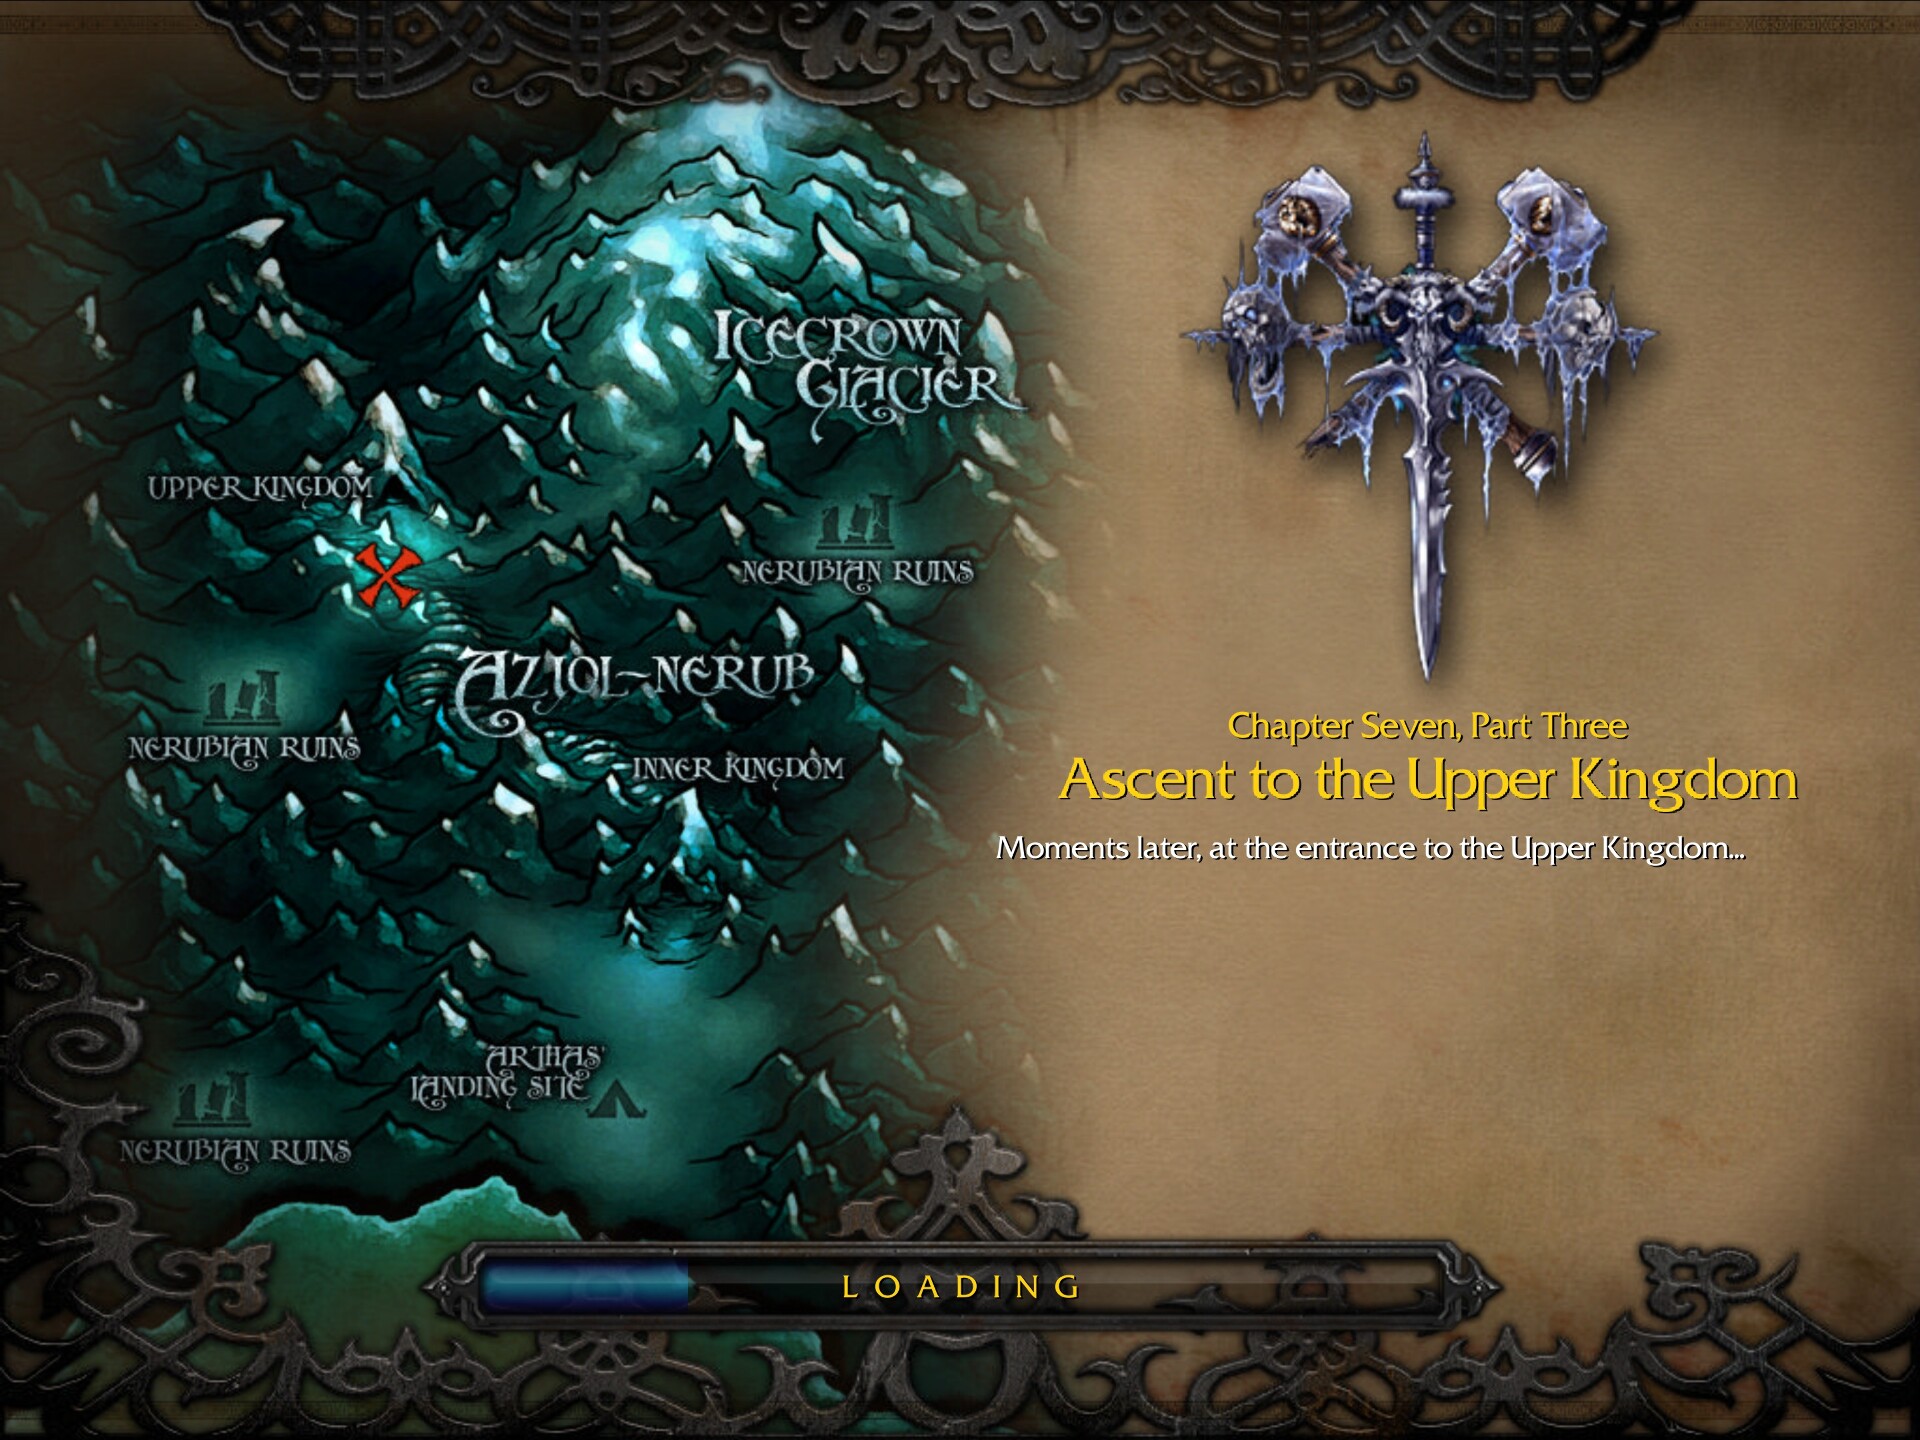 ICECROWN
GLACIER
UPPER KINGDOM
NERUBIAN RUINS
AZJOL-NERUB
NERUBIAN RUINS
INNER KINGDOM
ARTHAS'
LANDING SITE
NERUBIAN RUINS
Chapter Seven, Part Three
Ascent to the Upper Kingdom
Moments later, at the entrance to the Upper Kingdom...
LOADING